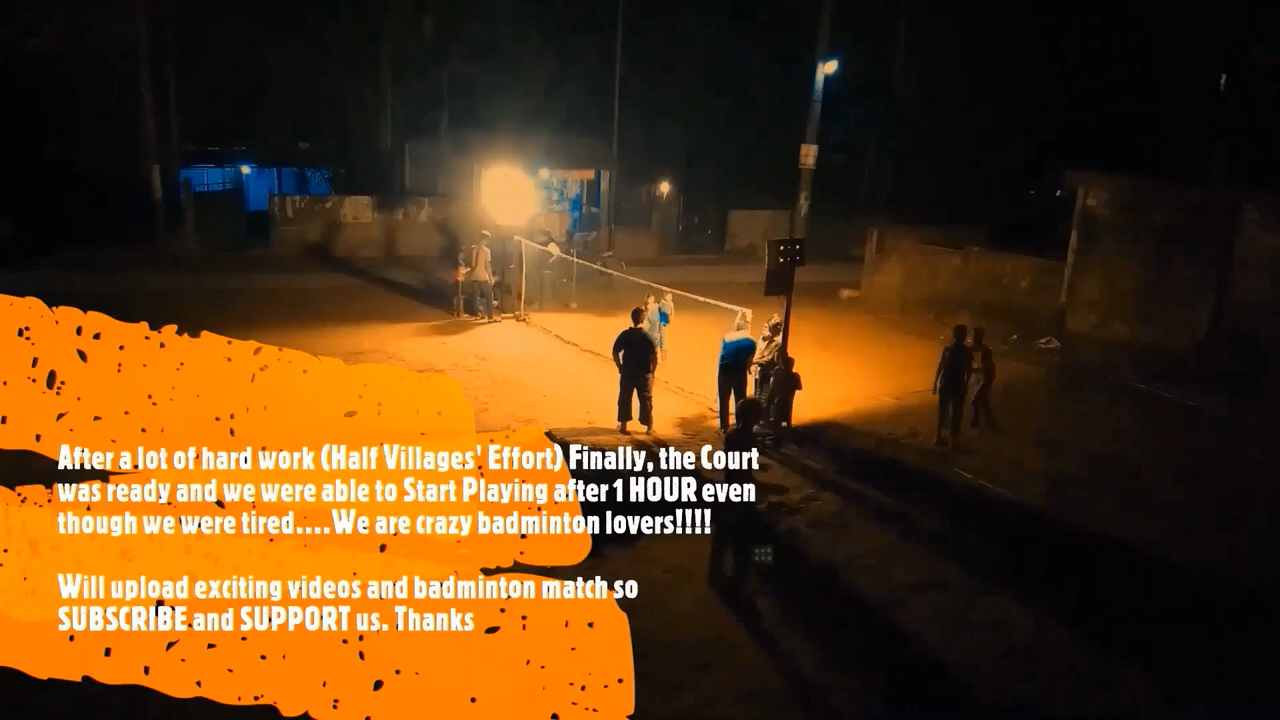 After a lot of hard work (Half Villages' Effort) Finally, the Court
was ready and we were able to Start Playing after 1 HOUR even
though we were tired....We are crazy badminton lovers!!!!
Will upload exciting videos and badminton match so
SUBSCRIBE and SUPPORT us. Thanks